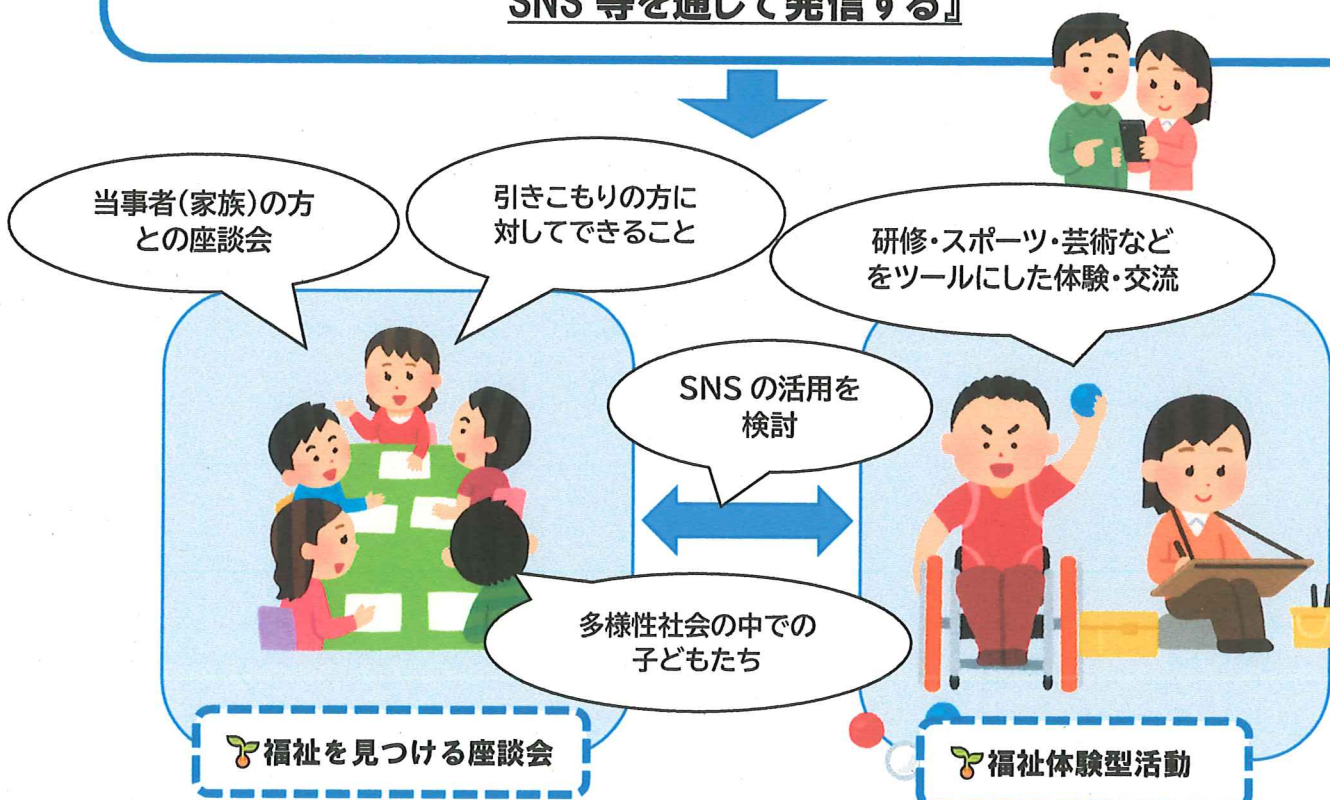 SNS 等を通じて発信する』
当事者(家族)の方
との座談会
引きこもりの方に
対してできること
研修・スポーツ・芸術など
をツールにした体験・交流
SNS の活用を
検討
多様性社会の中での
子どもたち
福祉を見つける座談会
福祉体験型活動